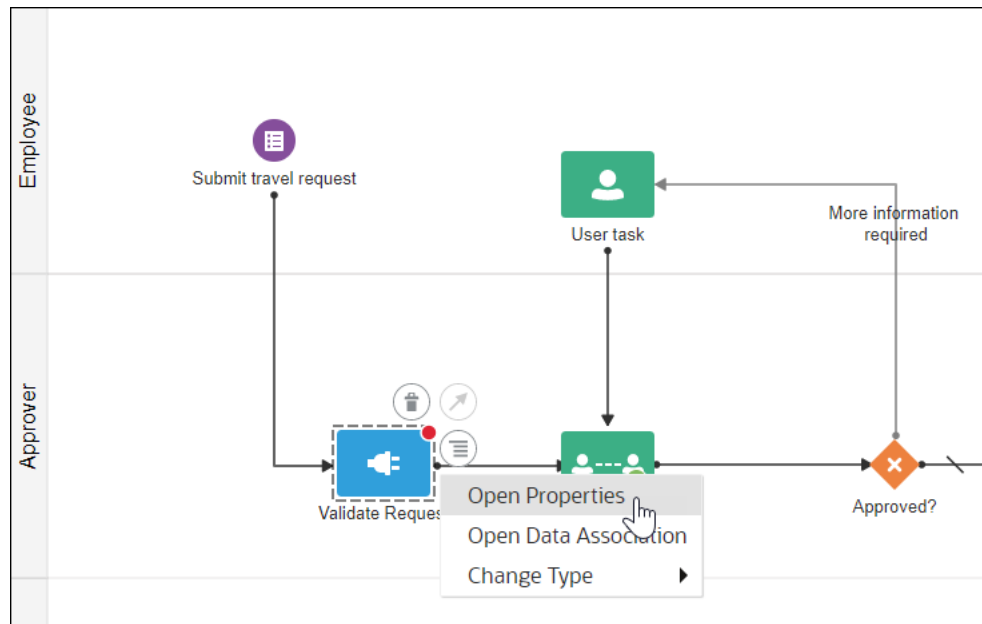 Employee
Submit travel request
User task
More information
required
Approver
Validate Reques
Open Properties
Open Data Association
Change Type
Approved?